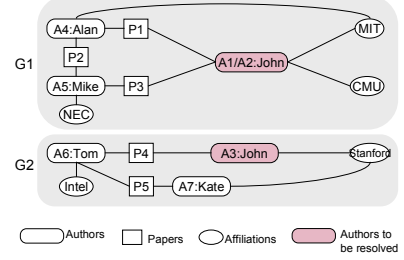 A4:Alan P1 MIT
P2
G1 A1/A2:John
A5:Mike P3 CMU
NEC
A6:Tom P4 A3:John Stanford
G2
Intel P5 A7:Kate
Authors Papers Affiliations Authors to
be resolved